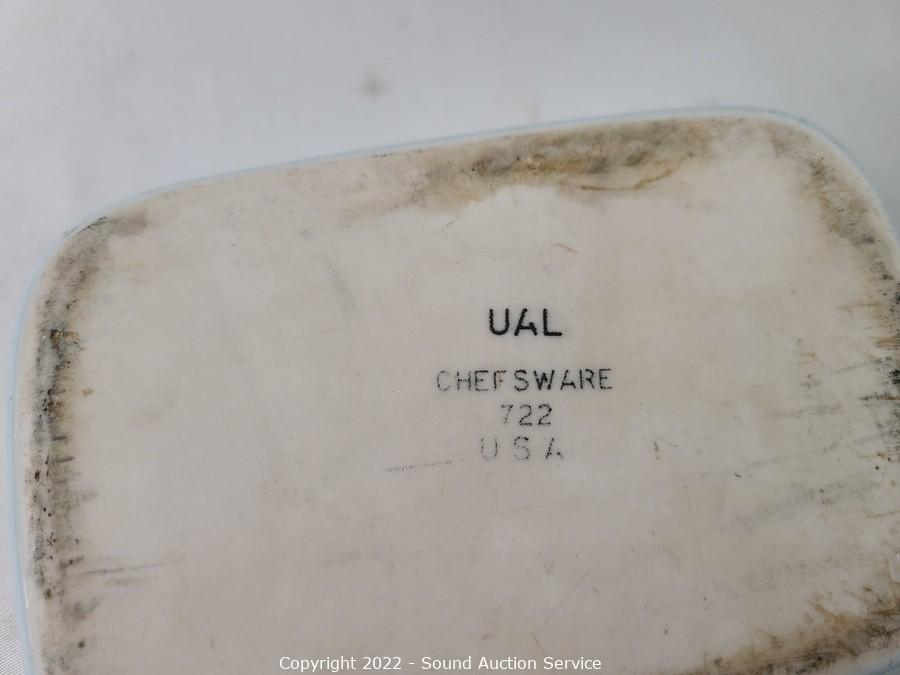 UAL
CHEFSWARE
722
USA
Copyright 2022 - Sound Auction Service